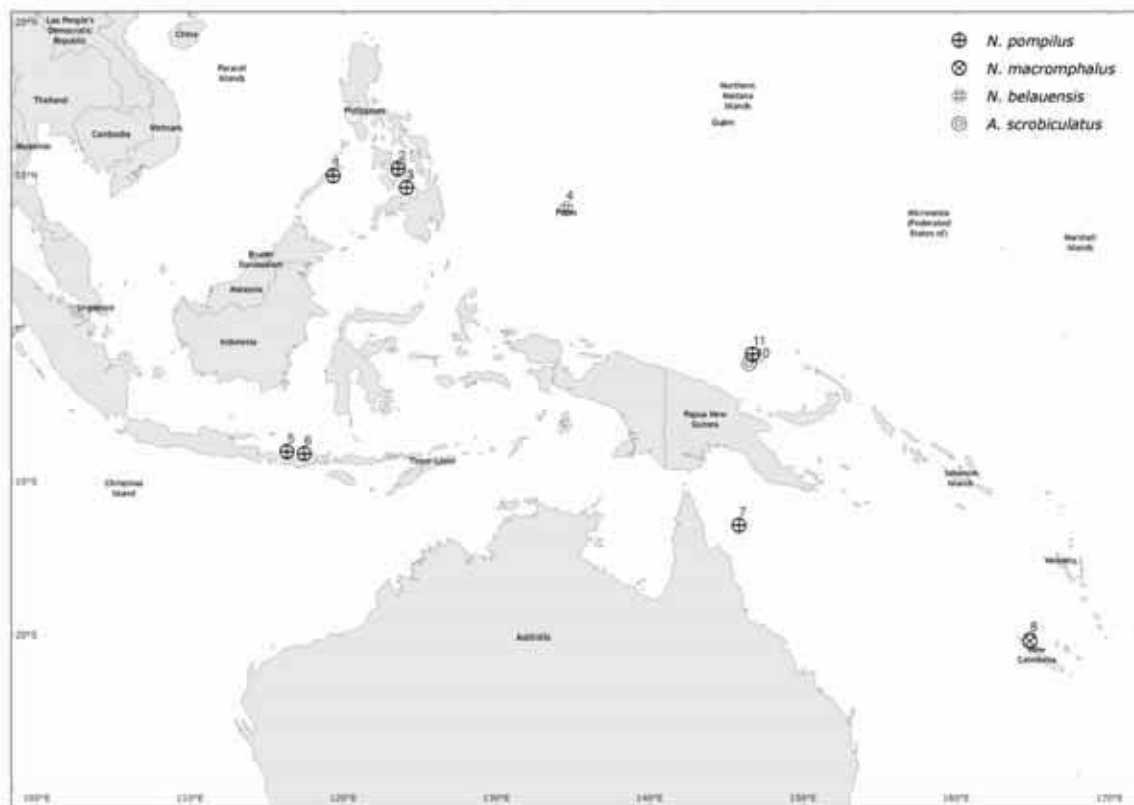 20°N
Lao People's
Democratic
Republic
China
Paracel
Islands
Thailand
Cambodia
Vietnam
Philippines
Northern
Mariana
Islands
Guam
N. pompilus
N. macromphalus
N. belauensis
A. scrobiculatus
10°N
2
3
4
Palau
Micronesia
(Federated
States of)
Marshall
Islands
Brunei
Darussalam
Malaysia
Singapore
Indonesia
11
10
Papua New
Guinea
5
6
Timor-Leste
Christmas
Island
Solomon
Islands
10°S
7
Vanuatu
20°S
Australia
8
New
Caledonia
100°E
110°E
120°E
130°E
140°E
150°E
160°E
170°E